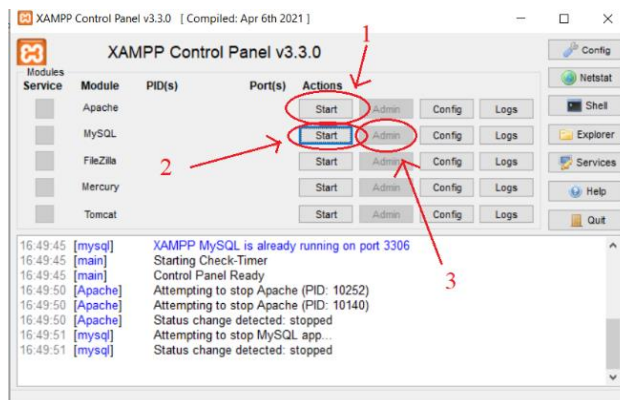 XAMPP Control Panel v3.3.0 [ Compiled: Apr 6th 2021 ]
XAMPP Control Panel v3.3.0
1
Config
Modules
Service Module PID(s) Port(s) Actions
Netstat
Apache Start Admin Config Logs
Shell
MySQL Start Admin Config Logs
Explorer
2
FileZilla Start Admin Config Logs
Services
Mercury Start Admin Config Logs
Help
Tomcat Start Admin Config Logs
Quit
3
16:49:45 [mysql] XAMPP MySQL is already running on port 3306
16:49:45 [main] Starting Check-Timer
16:49:45 [main] Control Panel Ready
16:49:50 [Apache] Attempting to stop Apache (PID: 10252)
16:49:50 [Apache] Attempting to stop Apache (PID: 10140)
16:49:50 [Apache] Status change detected: stopped
16:49:51 [mysql] Attempting to stop MySQL app...
16:49:51 [mysql] Status change detected: stopped